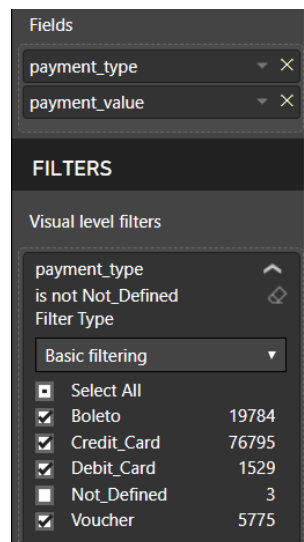 Fields
payment_type
payment_value
FILTERS
Visual level filters
payment_type
is not Not_Defined
Filter Type
Basic filtering
Select All
Boleto 19784
Credit_Card 76795
Debit_Card 1529
Not_Defined 3
Voucher 5775